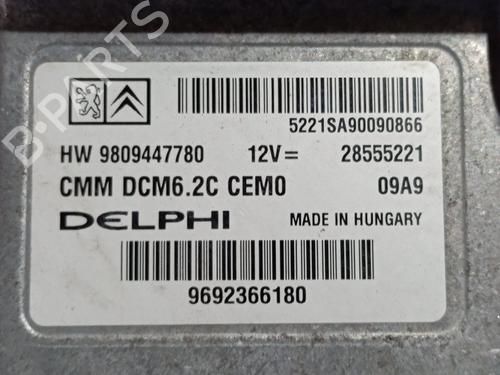 5221SA90090866
HW 9809447780 12V= 28555221
CMM DCM6.2C CEM0 09A9
DELPHI MADE IN HUNGARY
9692366180
B-PARTS